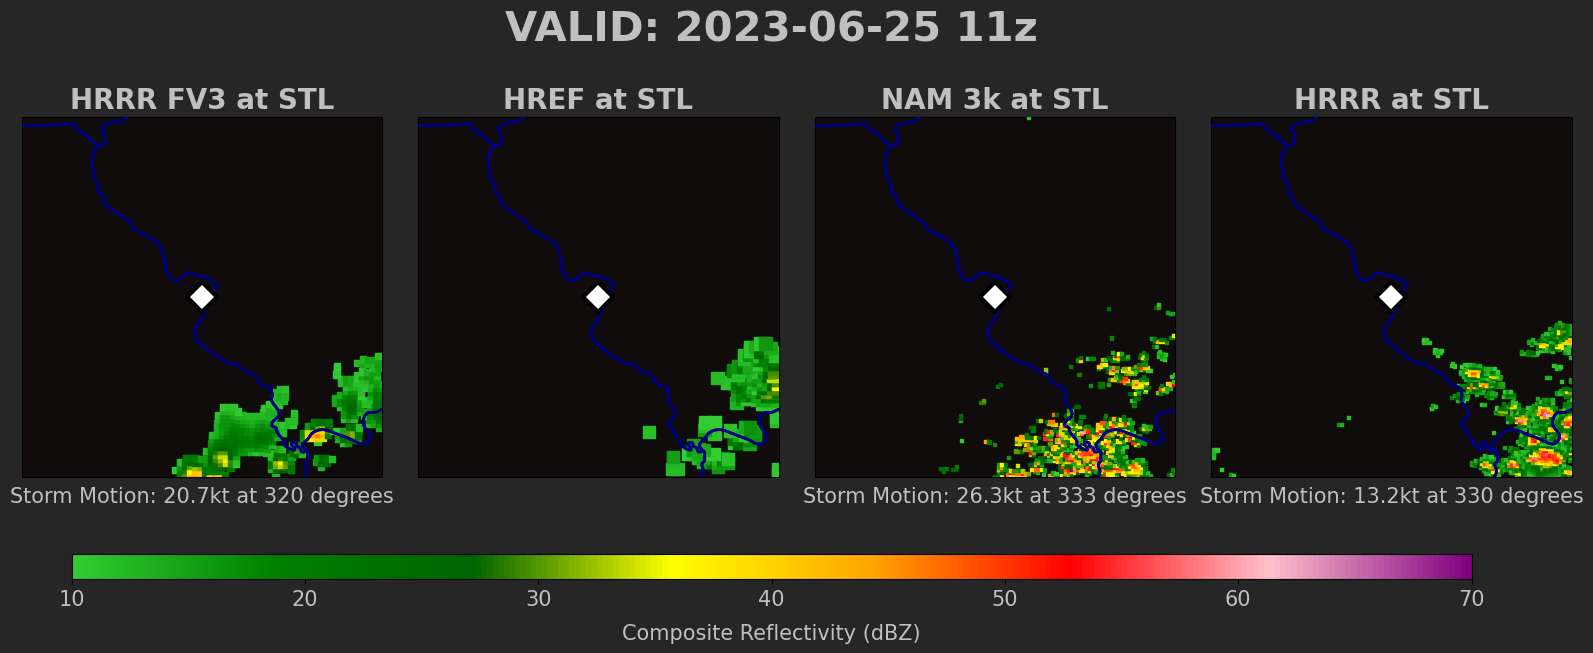 VALID: 2023-06-25 11z
HRRR FV3 at STL
HREF at STL
NAM 3k at STL
HRRR at STL
Storm Motion: 20.7kt at 320 degrees
Storm Motion: 26.3kt at 333 degrees
Storm Motion: 13.2kt at 330 degrees
10 20 30 40 50 60 70
Composite Reflectivity (dBZ)